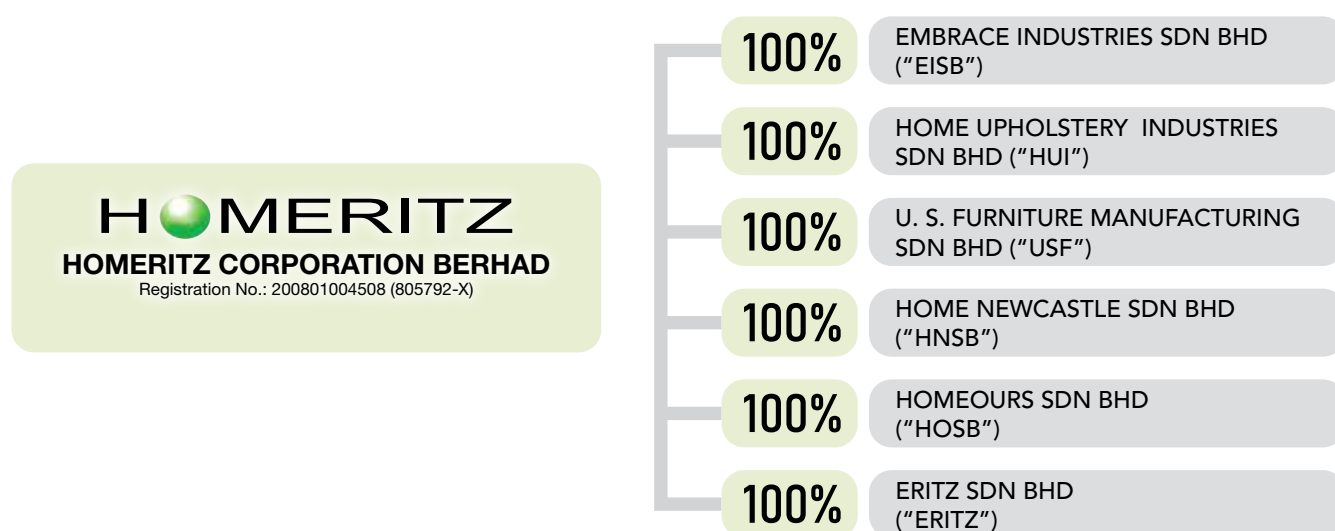 HOMERITZ
HOMERITZ CORPORATION BERHAD
Registration No.: 200801004508 (805792-X)
100%
EMBRACE INDUSTRIES SDN BHD
("EISB")
100%
HOME UPHOLSTERY INDUSTRIES
SDN BHD ("HUI")
100%
U. S. FURNITURE MANUFACTURING
SDN BHD ("USF")
100%
HOME NEWCASTLE SDN BHD
("HNSB")
100%
HOMEOURS SDN BHD
("HOSB")
100%
ERITZ SDN BHD
("ERITZ")